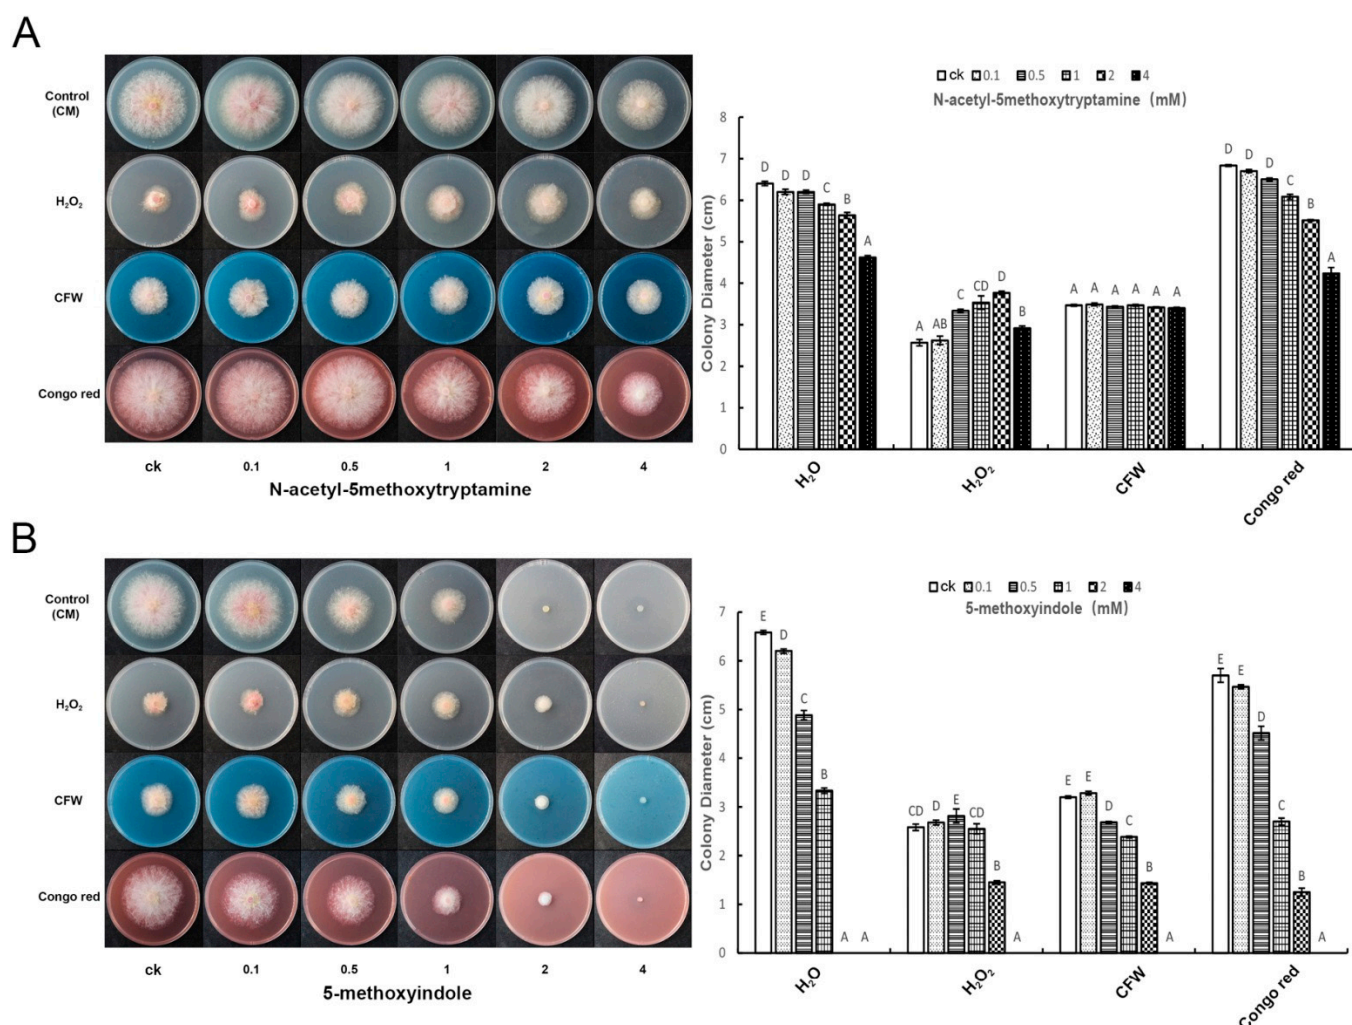 A
Control
(CM)
H₂O₂
CFW
Congo red
ck 0.1 0.5 1 2 4
N-acetyl-5methoxytryptamine
ck 0.1 0.5 1 2 4
N-acetyl-5methoxytryptamine (mM)
Colony Diameter (cm)
8
7
6
5
4
3
2
1
0
D D D C B A
A AB C CD D B
A A A A A A
D D D C B A
H₂O H₂O₂ CFW Congo red
B
Control
(CM)
H₂O₂
CFW
Congo red
ck 0.1 0.5 1 2 4
5-methoxyindole
ck 0.1 0.5 1 2 4
5-methoxyindole (mM)
Colony Diameter (cm)
7
6
5
4
3
2
1
0
E D C B A A
CD D E CD B A
E E D C B A
E E D C B A
H₂O H₂O₂ CFW Congo red